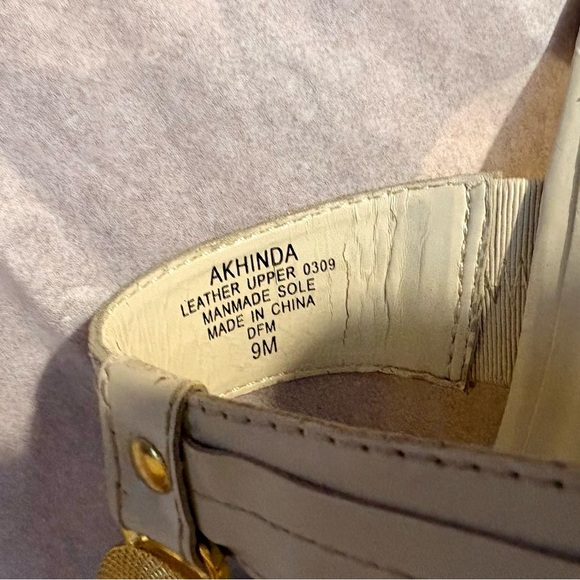 AKHINDA
LEATHER UPPER 0309
MANMADE SOLE
MADE IN CHINA
DFM
9M